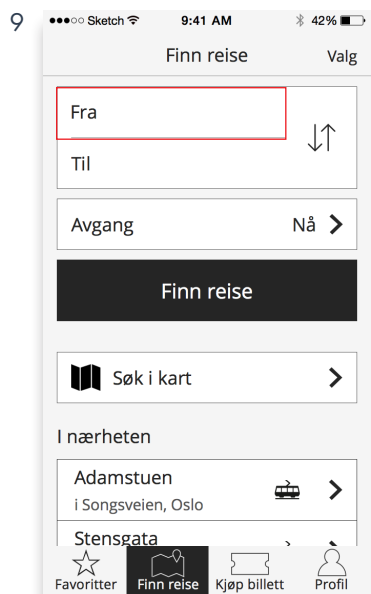 9
Sketch 9:41 AM 42%
Finn reise Valg
Fra
Til
Avgang Nå
Finn reise
Søk i kart
I nærheten
Adamstuen
i Songsveien, Oslo
Stensgata
Favoritter Finn reise Kjøp billett Profil